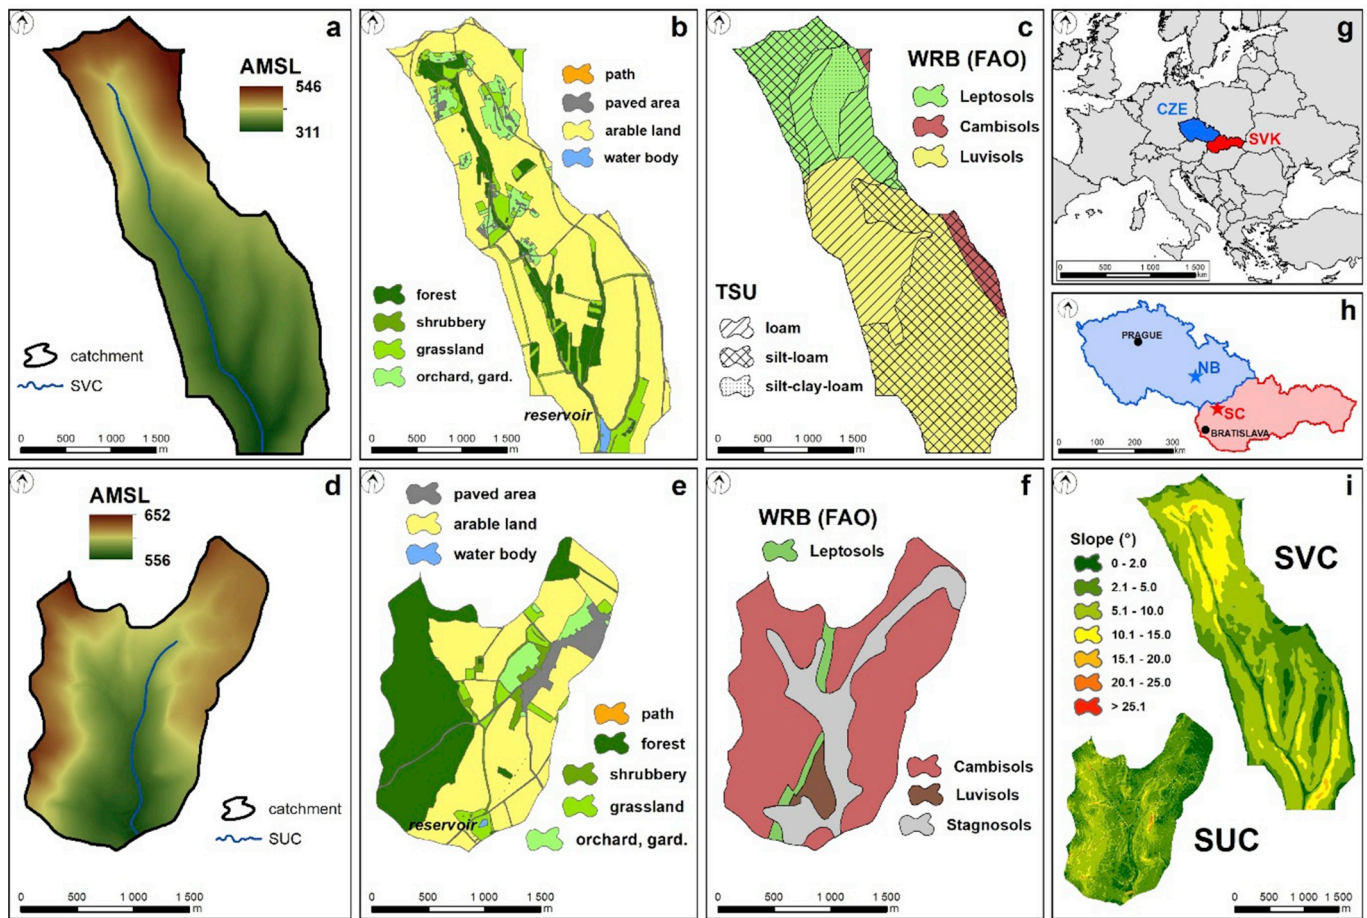 a
AMSL
546
311
catchment
SVC
0 500 1 000 1 500
m
b
path
paved area
arable land
water body
forest
shrubbery
grassland
orchard, gard.
reservoir
0 500 1 000 1 500
m
c
WRB (FAO)
Leptosols
Cambisols
Luvisols
TSU
loam
silt-loam
silt-clay-loam
0 500 1 000 1 500
m
g
CZE
SVK
0 500 1 000 1 500
km
h
PRAGUE
NB
SC
BRATISLAVA
0 100 200 300
km
d
AMSL
652
556
catchment
SUC
0 500 1 000 1 500
m
e
paved area
arable land
water body
path
forest
shrubbery
grassland
orchard, gard.
reservoir
0 500 1 000 1 500
m
f
WRB (FAO)
Leptosols
Cambisols
Luvisols
Stagnosols
0 500 1 000 1 500
m
i
Slope (°)
0 - 2.0
2.1 - 5.0
5.1 - 10.0
10.1 - 15.0
15.1 - 20.0
20.1 - 25.0
> 25.1
SVC
SUC
0 500 1 000 1 500
m